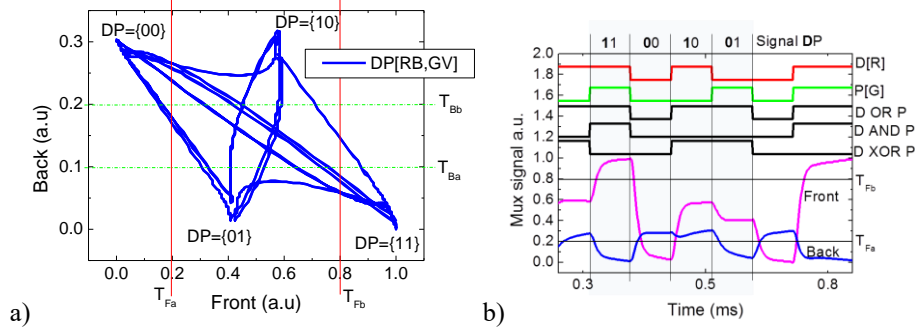 DP={00}
DP={10}
DP[RB,GV]
T_Bb
T_Ba
DP={01}
DP={11}
0.3
0.2
0.1
0.0
Back (a.u)
0.0 0.2 0.4 0.6 0.8 1.0
T_Fa Front (a.u) T_Fb
a)
11 00 10 01 Signal DP
D[R]
P[G]
D OR P
D AND P
D XOR P
T_Fb
Front
T_Fa
Back
2.0
1.8
1.6
1.4
1.2
1.0
0.8
0.6
0.4
0.2
0.0
Mux signal a.u.
0.3 0.5 0.8
Time (ms)
b)